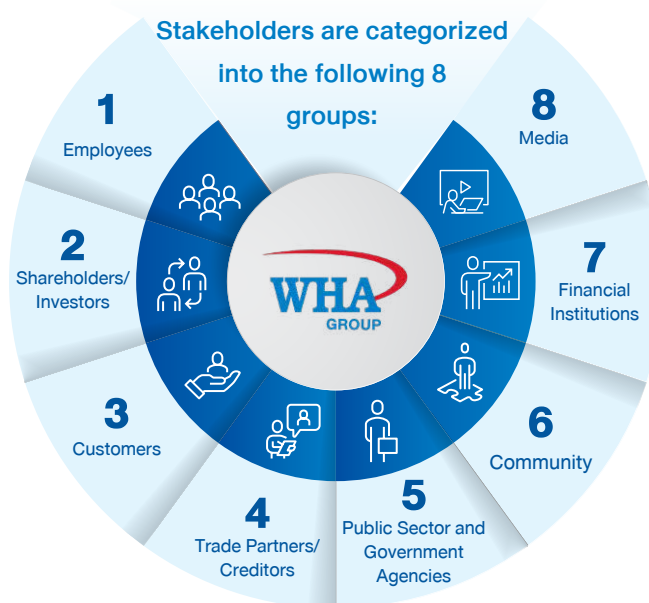 Stakeholders are categorized
into the following 8
groups:
1
Employees
2
Shareholders/
Investors
3
Customers
4
Trade Partners/
Creditors
5
Public Sector and
Government
Agencies
6
Community
7
Financial
Institutions
8
Media
WHA
GROUP